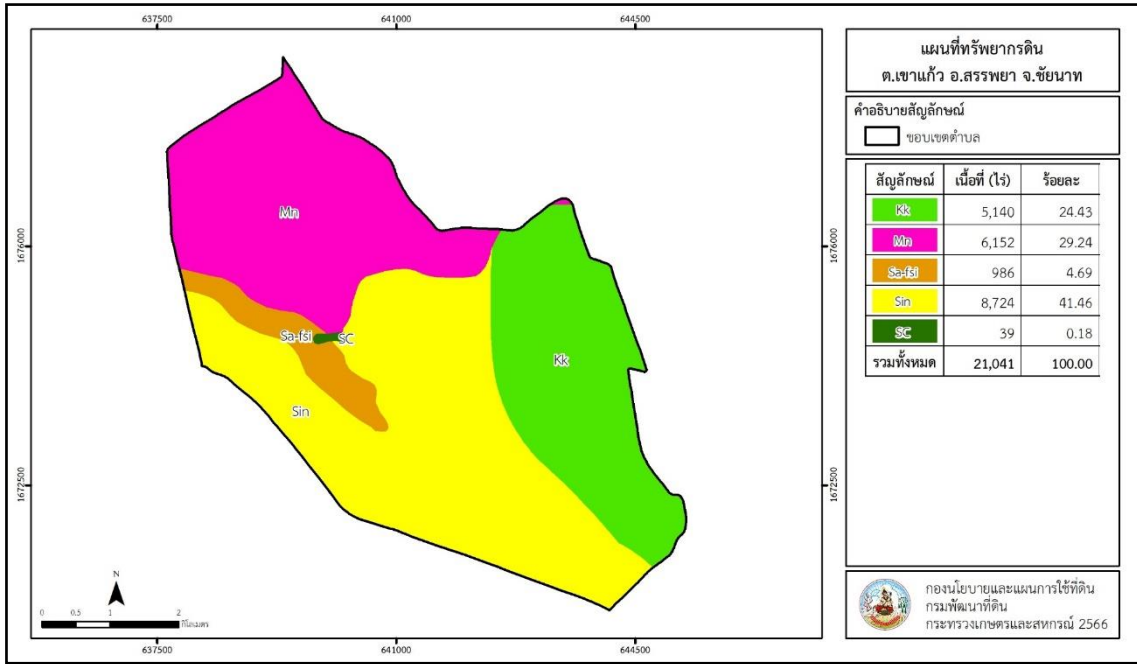 637500 641000 644500
1676000
1672500
1676000
1672500
637500 641000 644500
Mn
Sa-fsi
SC
Sin
Kk
N
0 0.5 1 2
กิโลเมตร
แผนที่ทรัพยากรดิน
ต.เขาแก้ว อ.สรรพยา จ.ชัยนาท
คำอธิบายสัญลักษณ์
ขอบเขตตำบล
สัญลักษณ์ เนื้อที่ (ไร่) ร้อยละ
Kk 5,140 24.43
Mn 6,152 29.24
Sa-fsi 986 4.69
Sin 8,724 41.46
SC 39 0.18
รวมทั้งหมด 21,041 100.00
กองนโยบายและแผนการใช้ที่ดิน
กรมพัฒนาที่ดิน
กระทรวงเกษตรและสหกรณ์ 2566